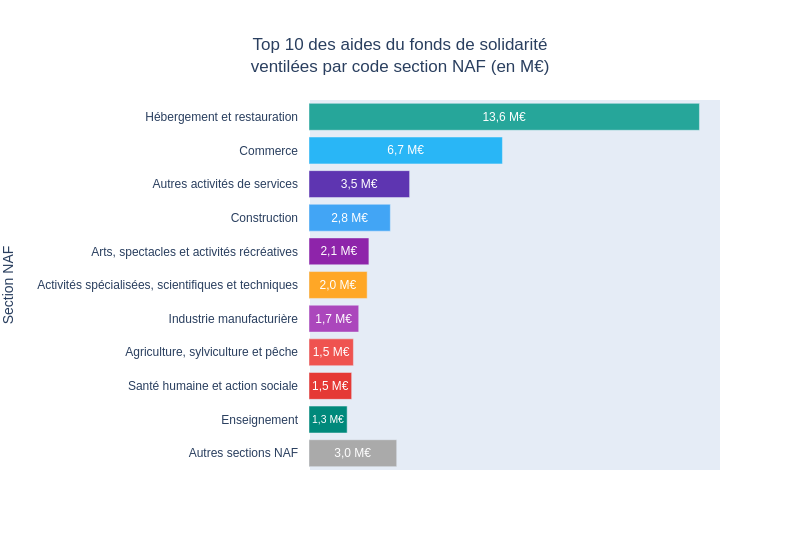 Top 10 des aides du fonds de solidarité
ventilées par code section NAF (en M€)
Section NAF
Hébergement et restauration 13,6 M€
Commerce 6,7 M€
Autres activités de services 3,5 M€
Construction 2,8 M€
Arts, spectacles et activités récréatives 2,1 M€
Activités spécialisées, scientifiques et techniques 2,0 M€
Industrie manufacturière 1,7 M€
Agriculture, sylviculture et pêche 1,5 M€
Santé humaine et action sociale 1,5 M€
Enseignement 1,3 M€
Autres sections NAF 3,0 M€